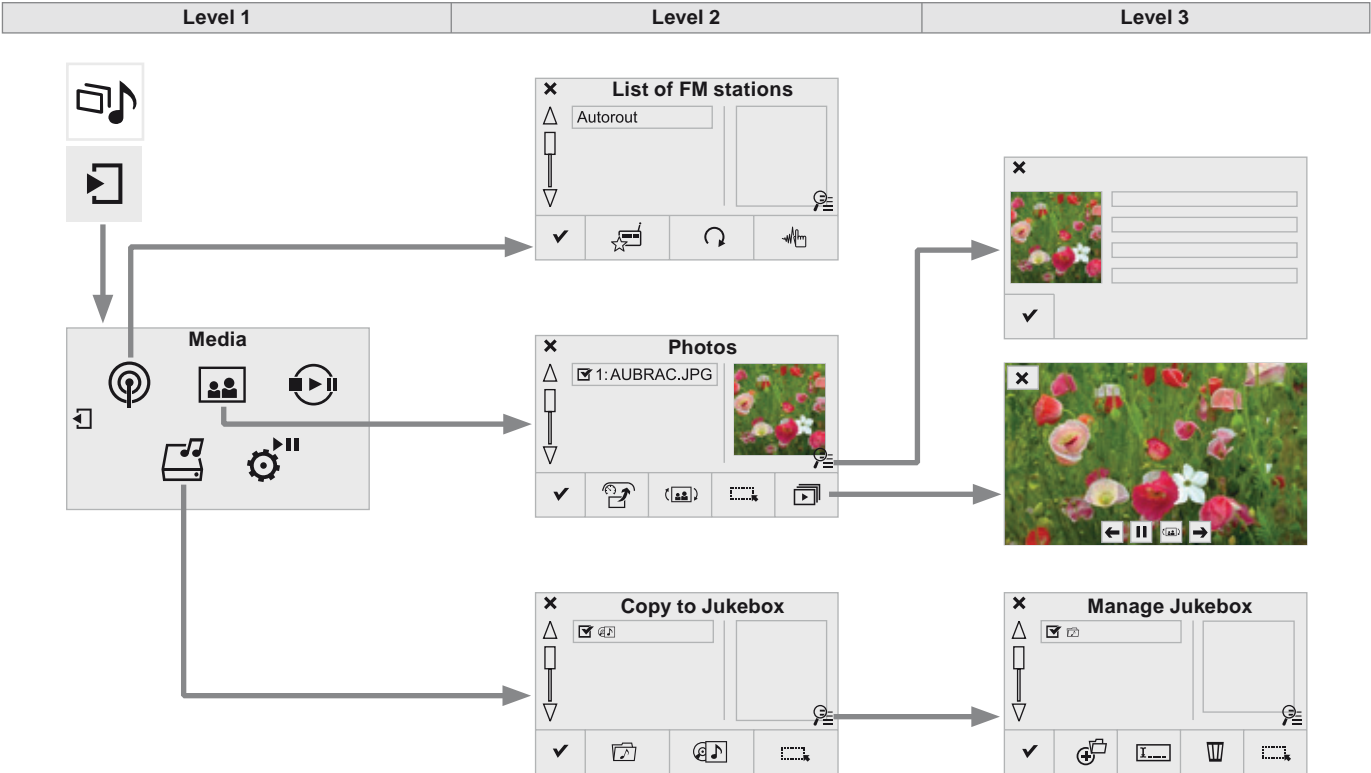 Level 1
Level 2
Level 3
List of FM stations
Autorout
Media
Photos
1: AUBRAC.JPG
Copy to Jukebox
Manage Jukebox